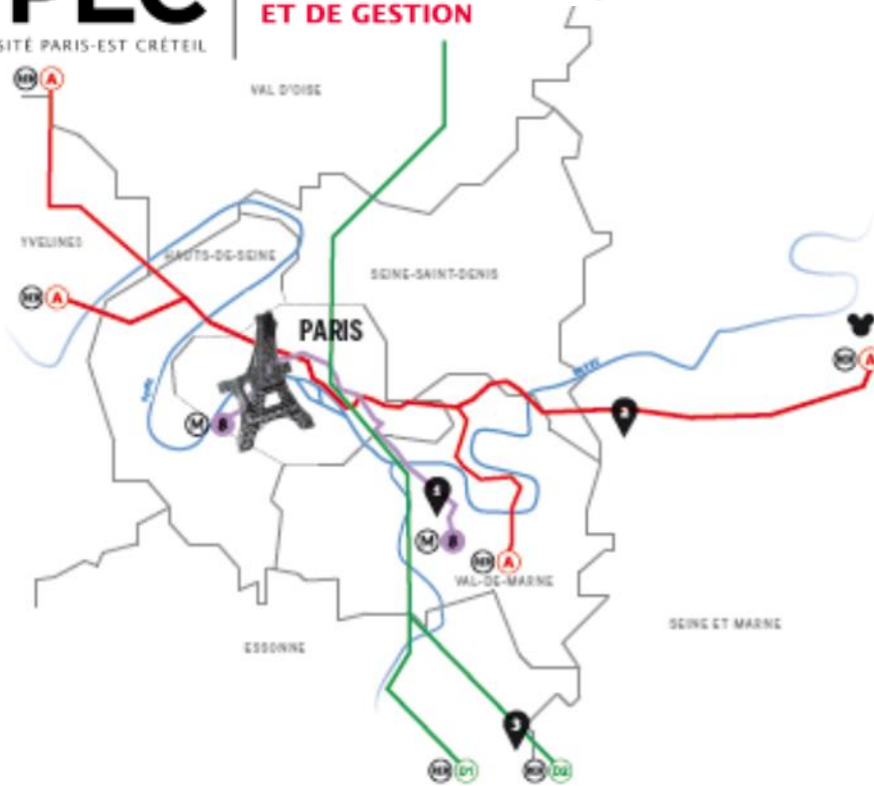 ET DE GESTION
SITÉ PARIS-EST CRÉTEIL
A
VAL D'OISE
YVELINES
HAUTS-DE-SEINE
SEINE-SAINT-DENIS
A
PARIS
A
2
M 8
1
M 8
A
VAL-DE-MARNE
SEINE ET MARNE
ESSONNE
3
D1
D2